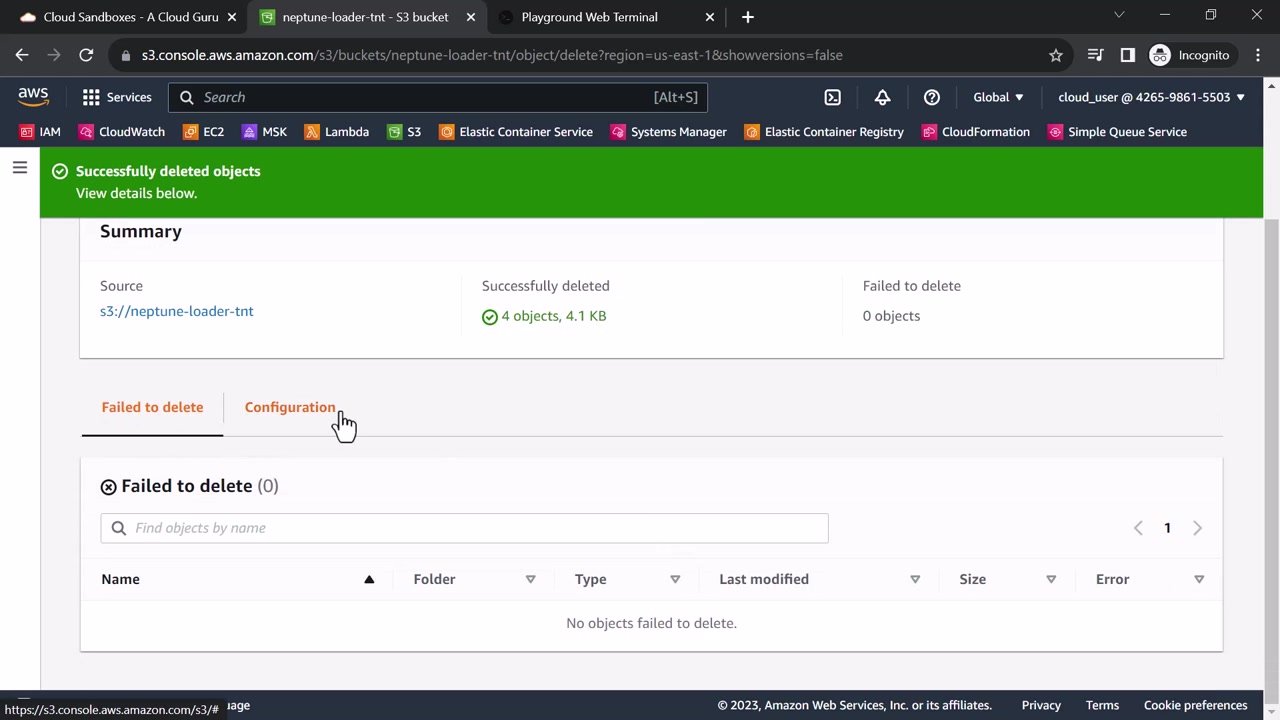 Cloud Sandboxes - A Cloud Guru
neptune-loader-tnt - S3 bucket
Playground Web Terminal
s3.console.aws.amazon.com/s3/buckets/neptune-loader-tnt/object/delete?region=us-east-1&showversions=false
Incognito
aws
Services
Search
[Alt+S]
Global
cloud_user @ 4265-9861-5503
IAM
CloudWatch
EC2
MSK
Lambda
S3
Elastic Container Service
Systems Manager
Elastic Container Registry
CloudFormation
Simple Queue Service
Successfully deleted objects
View details below.
Summary
Source
Successfully deleted
Failed to delete
s3://neptune-loader-tnt
4 objects, 4.1 KB
0 objects
Failed to delete
Configuration
Failed to delete (0)
Find objects by name
1
Name
Folder
Type
Last modified
Size
Error
No objects failed to delete.
https://s3.console.aws.amazon.com/s3/#
© 2023, Amazon Web Services, Inc. or its affiliates.
Privacy
Terms
Cookie preferences